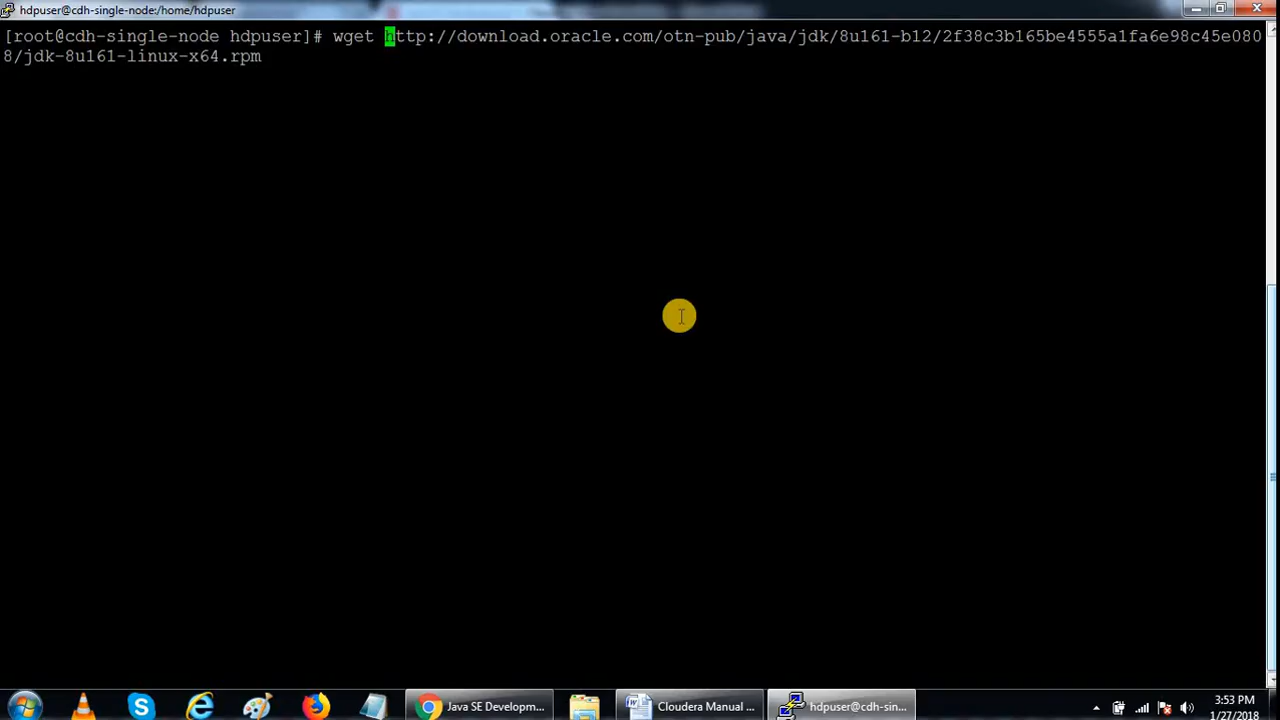 hdpuser@cdh-single-node:/home/hdpuser
[root@cdh-single-node hdpuser]# wget http://download.oracle.com/otn-pub/java/jdk/8u161-b12/2f38c3b165be4555a1fa6e98c45e080
8/jdk-8u161-linux-x64.rpm
Java SE Developm...
Cloudera Manual ...
hdpuser@cdh-sin...
3:53 PM
1/27/2018